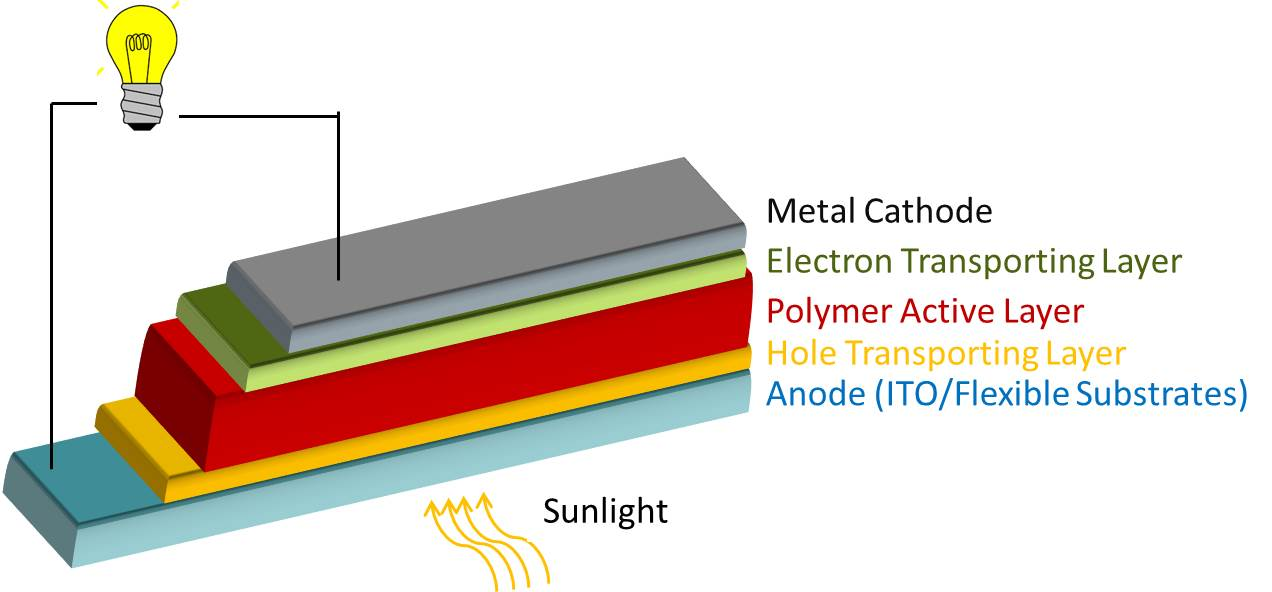 Metal Cathode
Electron Transporting Layer
Polymer Active Layer
Hole Transporting Layer
Anode (ITO/Flexible Substrates)
Sunlight